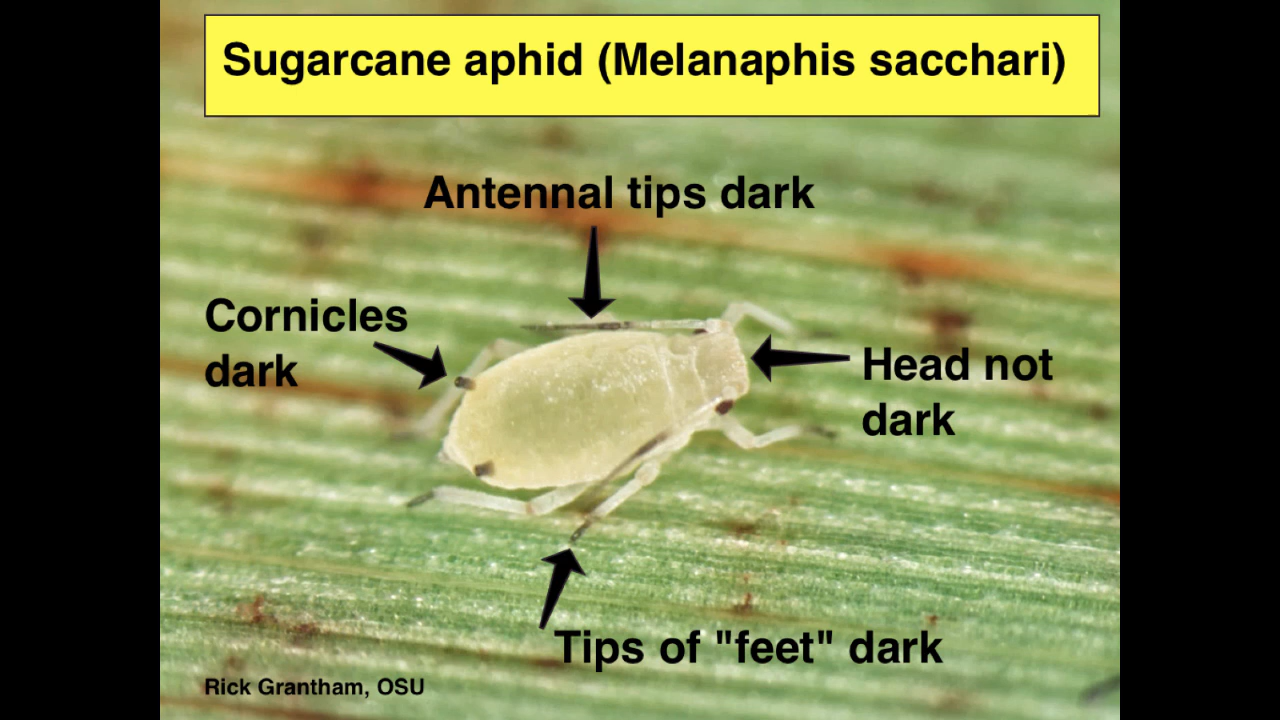 Sugarcane aphid (Melanaphis sacchari)
Antennal tips dark
Cornicles
dark
Head not
dark
Tips of "feet" dark
Rick Grantham, OSU